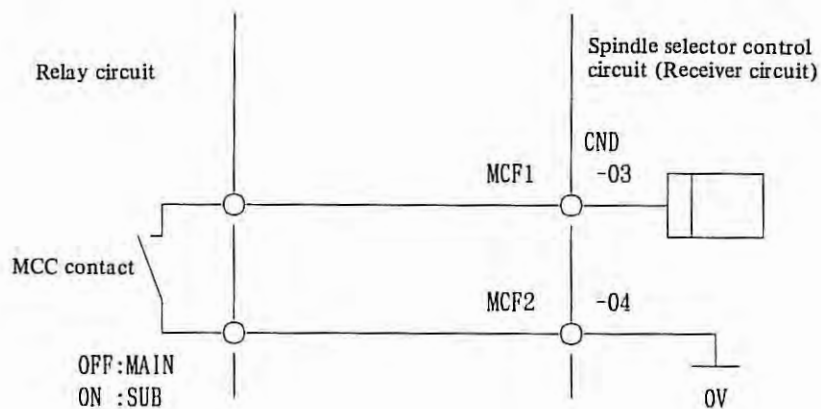 Relay circuit
Spindle selector control
circuit (Receiver circuit)
CND
MCF1
-03
MCC contact
MCF2
-04
OFF:MAIN
ON :SUB
0V